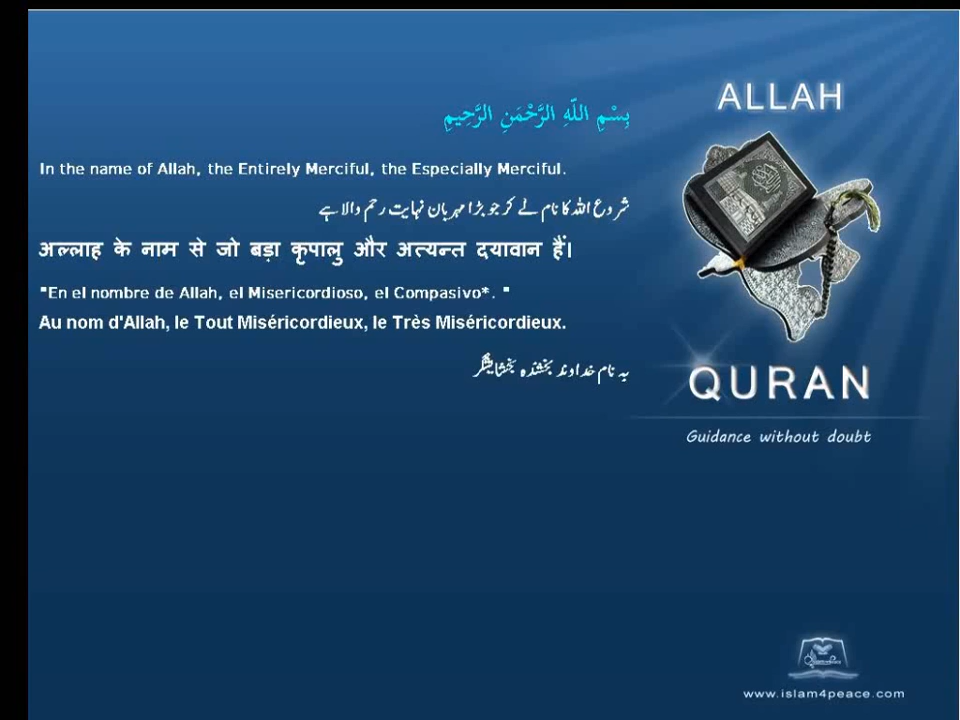 بِسْمِ اللَّهِ الرَّحْمَنِ الرَّحِيمِ
In the name of Allah, the Entirely Merciful, the Especially Merciful.
شروع الله کا نام لے کر جو بڑا مہربان نہایت رحم والا ہے
अल्लाह के नाम से जो बड़ा कृपालु और अत्यन्त दयावान हैं।
"En el nombre de Allah, el Misericordioso, el Compasivo*. "
Au nom d'Allah, le Tout Miséricordieux, le Très Miséricordieux.
به نام خداوند بخشنده بخشایشگر
ALLAH
QURAN
Guidance without doubt
www.islam4peace.com